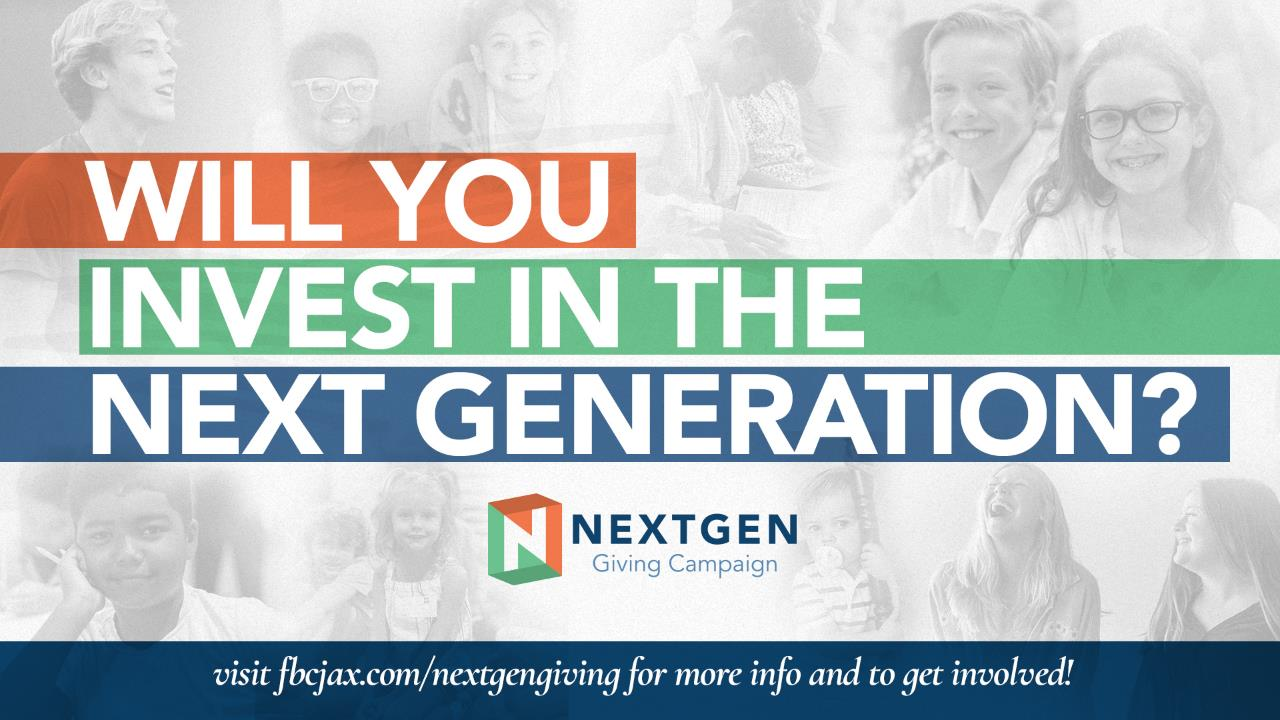 WILL YOU
INVEST IN THE
NEXT GENERATION?
NEXTGEN
Giving Campaign
visit fbcjax.com/nextgengiving for more info and to get involved!